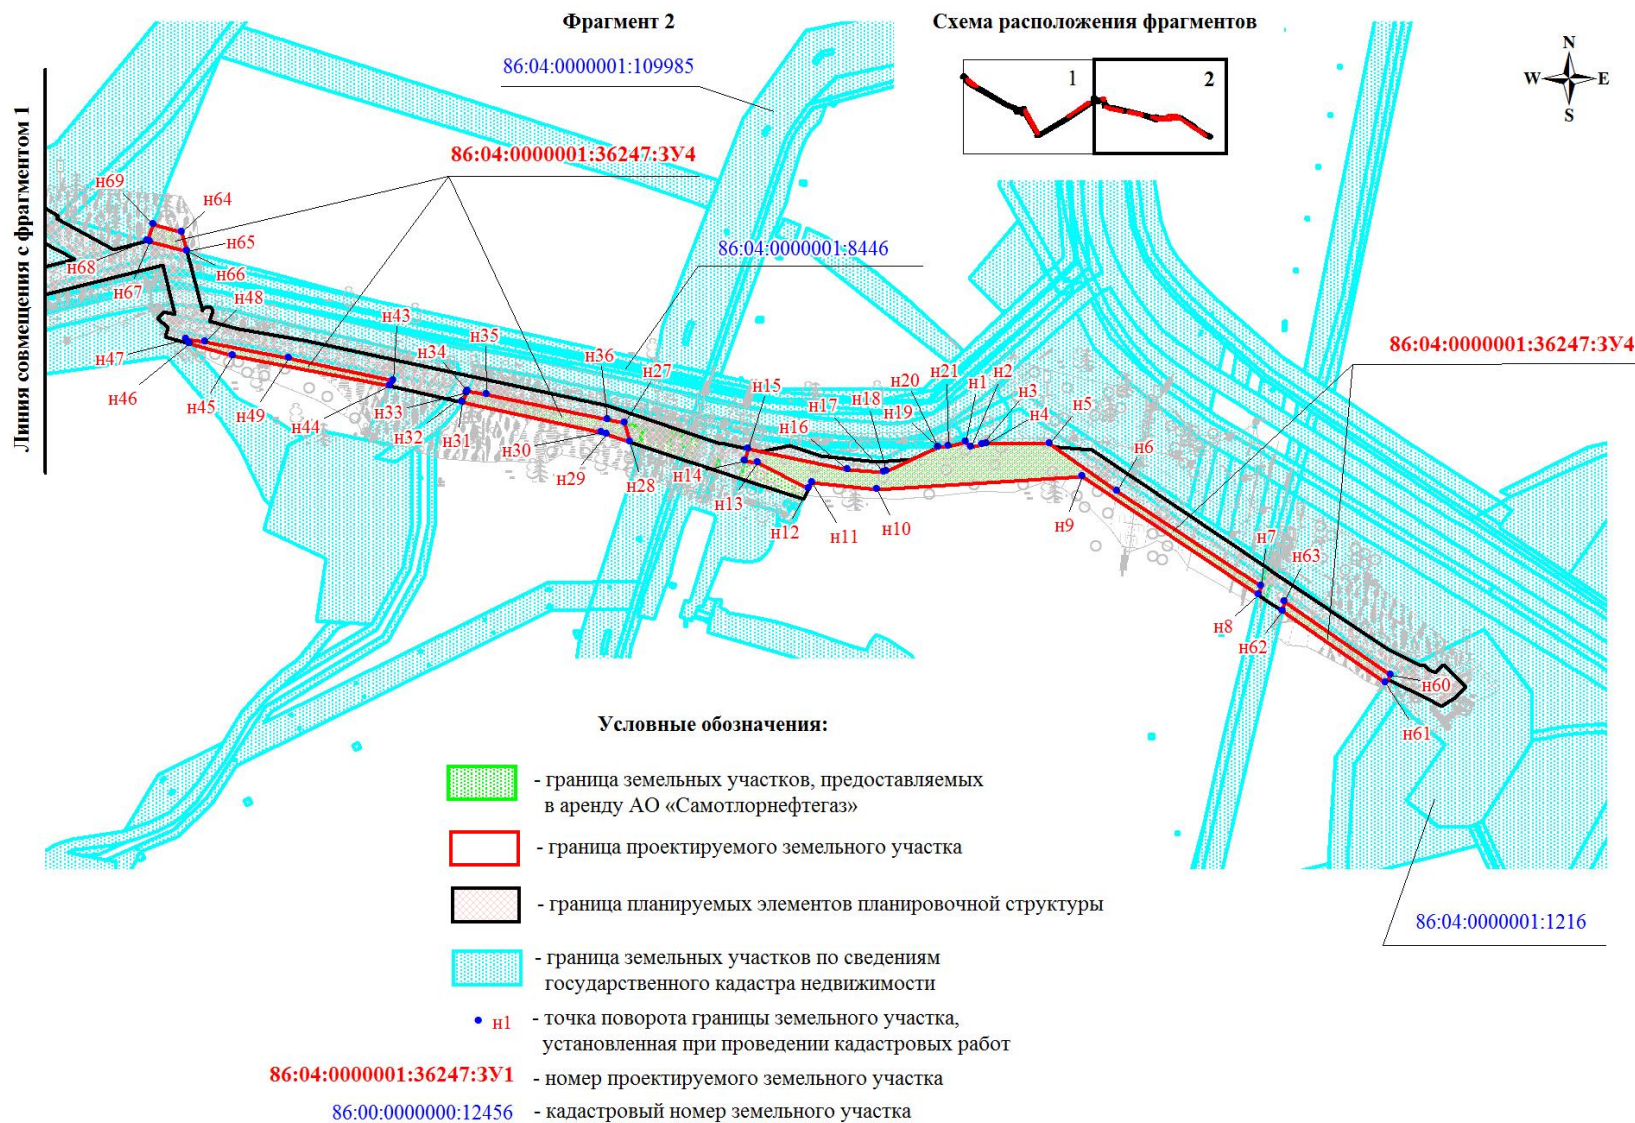 Фрагмент 2
Схема расположения фрагментов
86:04:0000001:109985
1
2
N
W
E
S
Линия совмещения с фрагментом 1
86:04:0000001:36247:ЗУ4
н69
н64
н65
н68
н66
н67
н48
н43
86:04:0000001:8446
н47
н46
н45
н49
н44
н34
н35
н33
н32
н31
н36
н27
н30
н29
н28
н15
н14
н13
н12
н16
н17
н18
н19
н20
н21
н1
н2
н3
н4
н5
н11
н10
н9
н6
86:04:0000001:36247:ЗУ4
н7
н63
н8
н62
н60
н61
86:04:0000001:1216
Условные обозначения:
- граница земельных участков, предоставляемых
в аренду АО «Самотлорнефтегаз»
- граница проектируемого земельного участка
- граница планируемых элементов планировочной структуры
- граница земельных участков по сведениям
государственного кадастра недвижимости
н1 - точка поворота границы земельного участка,
установленная при проведении кадастровых работ
86:04:0000001:36247:ЗУ1 - номер проектируемого земельного участка
86:00:0000000:12456 - кадастровый номер земельного участка